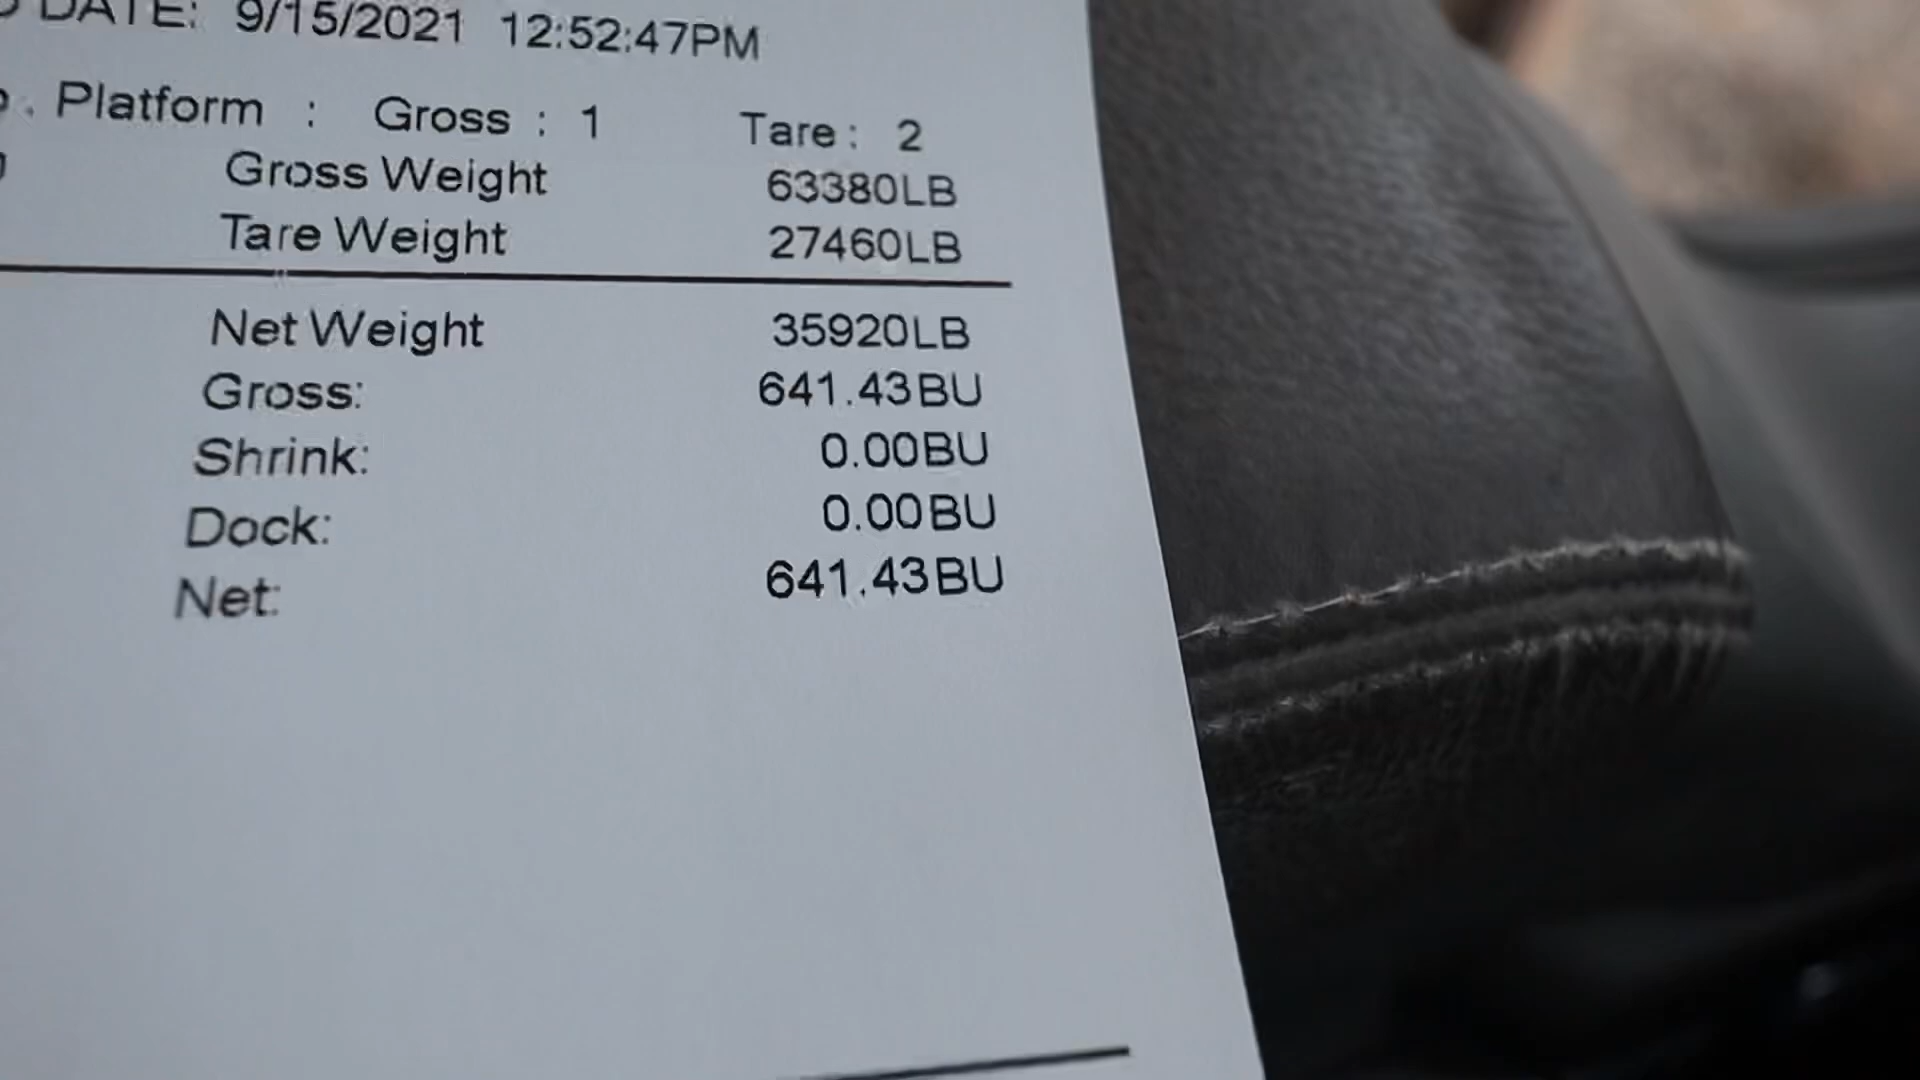 DATE: 9/15/2021 12:52:47PM
. Platform : Gross : 1 Tare : 2
Gross Weight 63380LB
Tare Weight 27460LB
Net Weight 35920LB
Gross: 641.43BU
Shrink: 0.00BU
Dock: 0.00BU
Net: 641.43BU